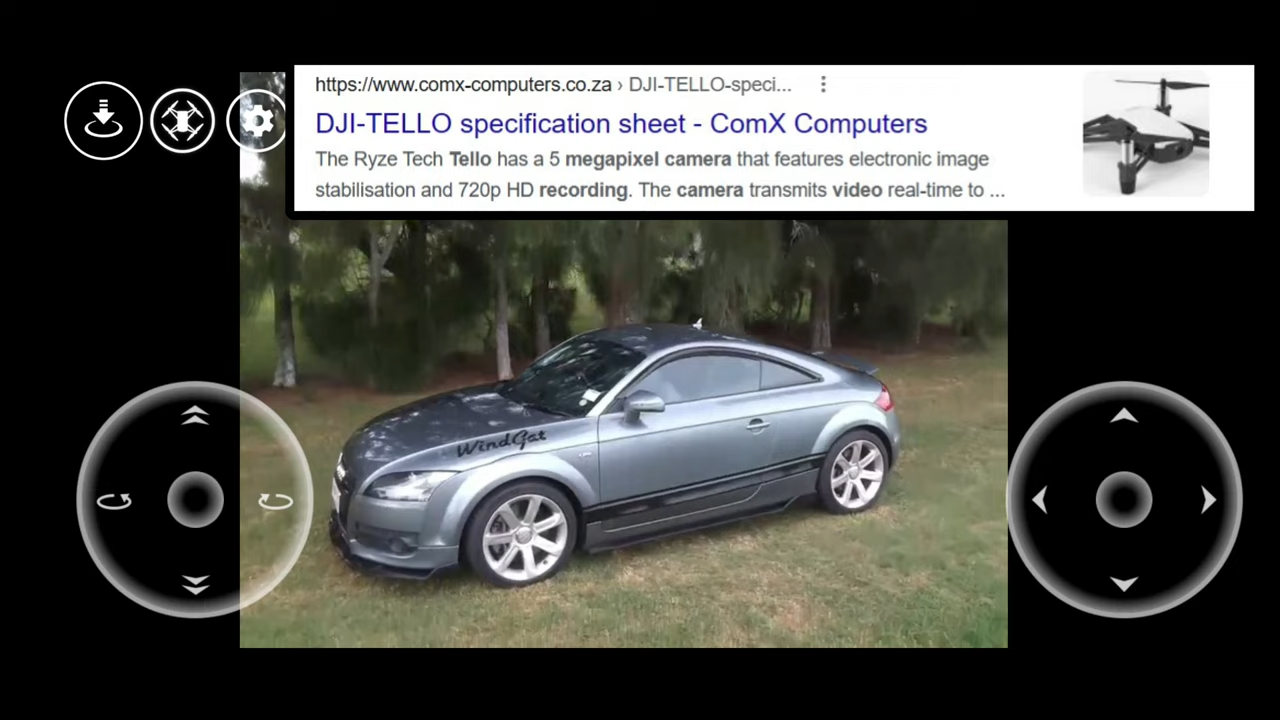 https://www.comx-computers.co.za › DJI-TELLO-speci...
DJI-TELLO specification sheet - ComX Computers
The Ryze Tech Tello has a 5 megapixel camera that features electronic image
stabilisation and 720p HD recording. The camera transmits video real-time to ...
WindGat